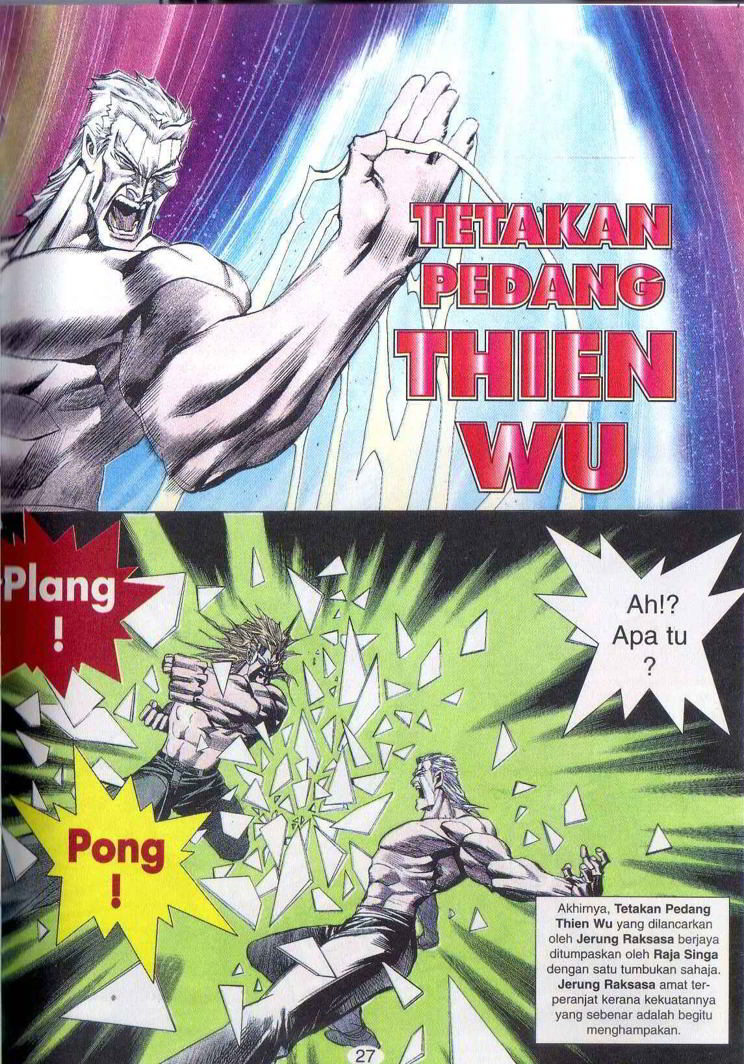 TETAKAN
PEDANG
THIEN
WU
Plang
!
Ah!?
Apa tu
?
Pong
!
Akhirnya, Tetakan Pedang
Thien Wu yang dilancarkan
oleh Jerung Raksasa berjaya
ditumpaskan oleh Raja Singa
dengan satu tumbukan sahaja.
Jerung Raksasa amat ter-
peranjat kerana kekuatannya
yang sebenar adalah begitu
menghampakan.
27